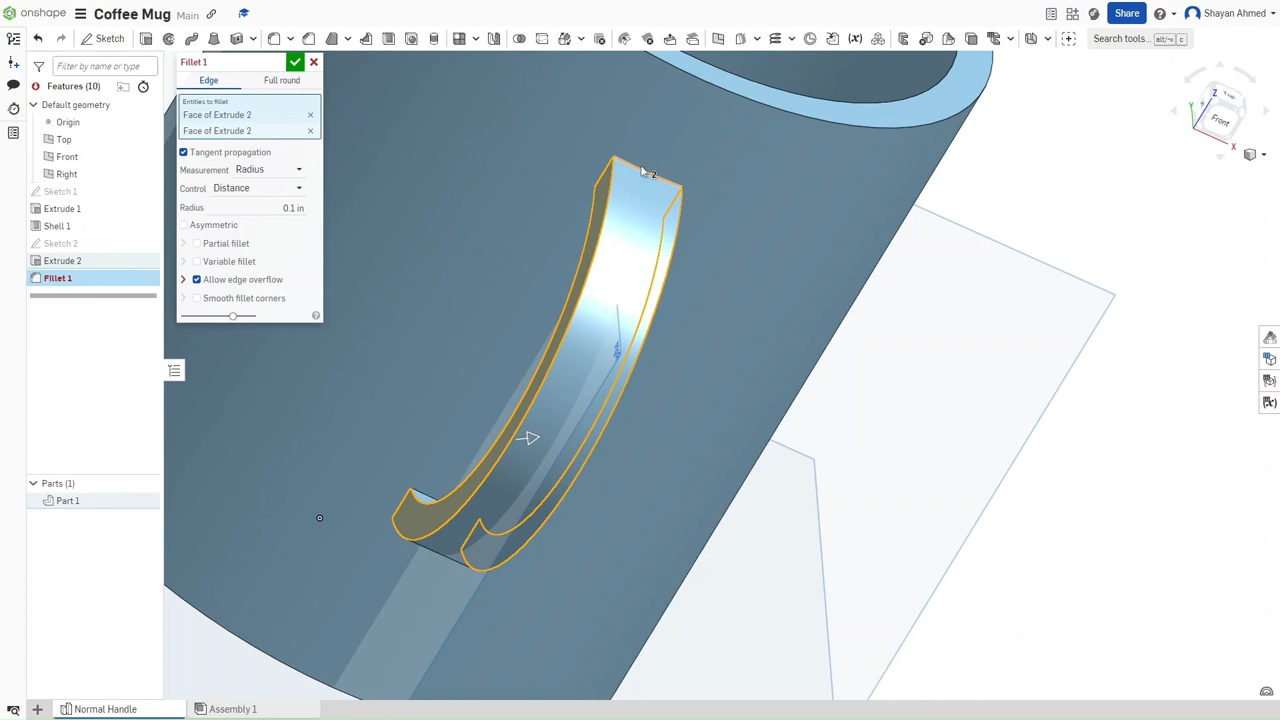 onshape Coffee Mug Main Share Shayan Ahmed
Sketch Search tools... alt/⌥ c
Filter by name or type
Features (10)
Default geometry
Origin
Top
Front
Right
Sketch 1
Extrude 1
Shell 1
Sketch 2
Extrude 2
Fillet 1
Parts (1)
Part 1
Fillet 1
Edge Full round
Entities to fillet
Face of Extrude 2
Face of Extrude 2
Tangent propagation
Measurement Radius
Control Distance
Radius 0.1 in
Asymmetric
Partial fillet
Variable fillet
Allow edge overflow
Smooth fillet corners
2
Z
Y
Front
X
Normal Handle Assembly 1